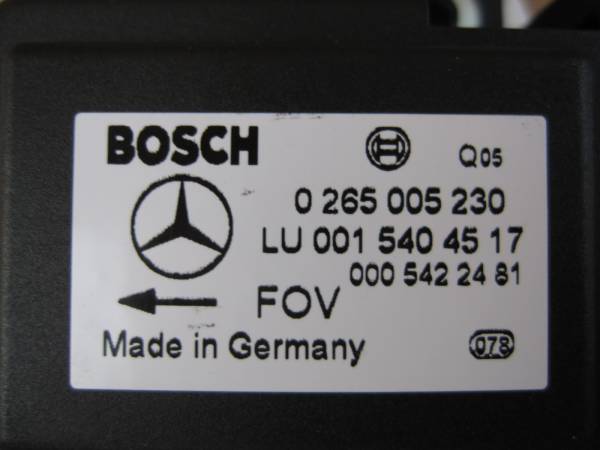 BOSCH
Q05
0 265 005 230
LU 001 540 45 17
000 542 24 81
FOV
Made in Germany
078